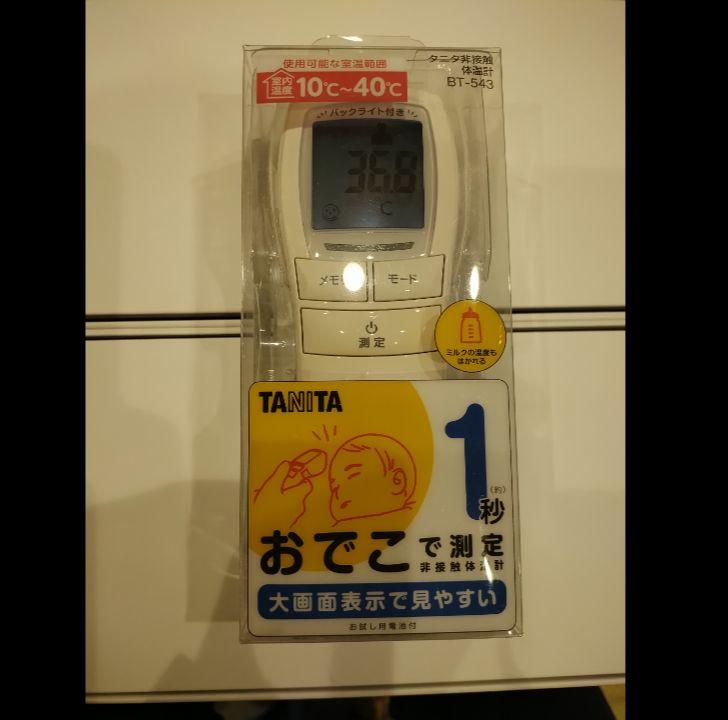 使用可能な室温範囲
室内温度 10℃~40℃
タニタ非接触
体温計
BT-543
バックライト付き
36.8
℃
メモリ モード
測定
ミルクの温度も
はかれる
TANITA
1
(約)
秒
おでこで測定
非接触体温計
大画面表示で見やすい
お試し用電池付